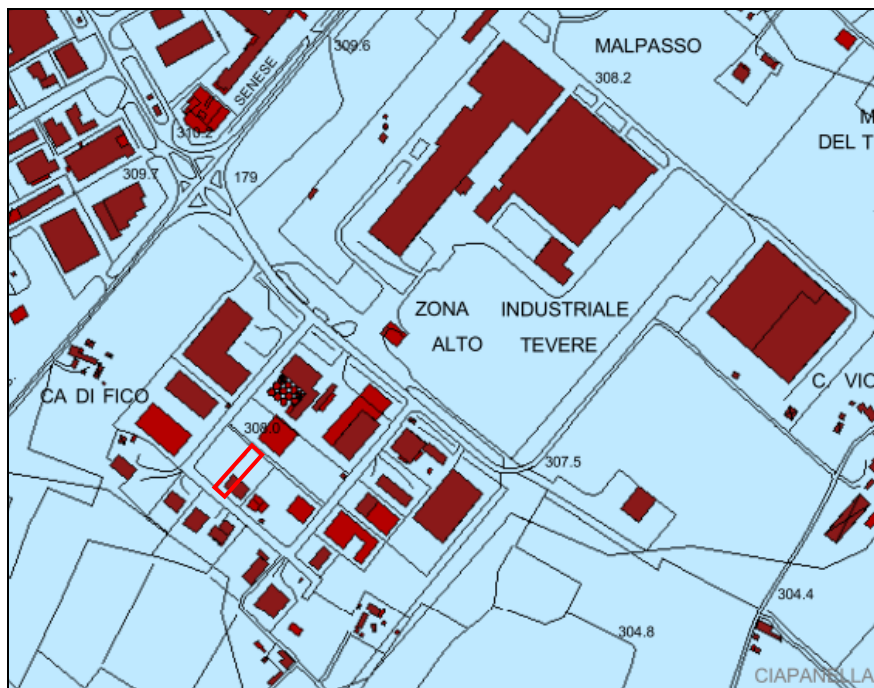 309.6
MALPASSO
308.2
SENESE
M
DEL T
310.2
309.7
179
ZONA INDUSTRIALE
ALTO TEVERE
CA DI FICO
C. VIC
308.0
307.5
304.4
304.8
CIAPANELLA